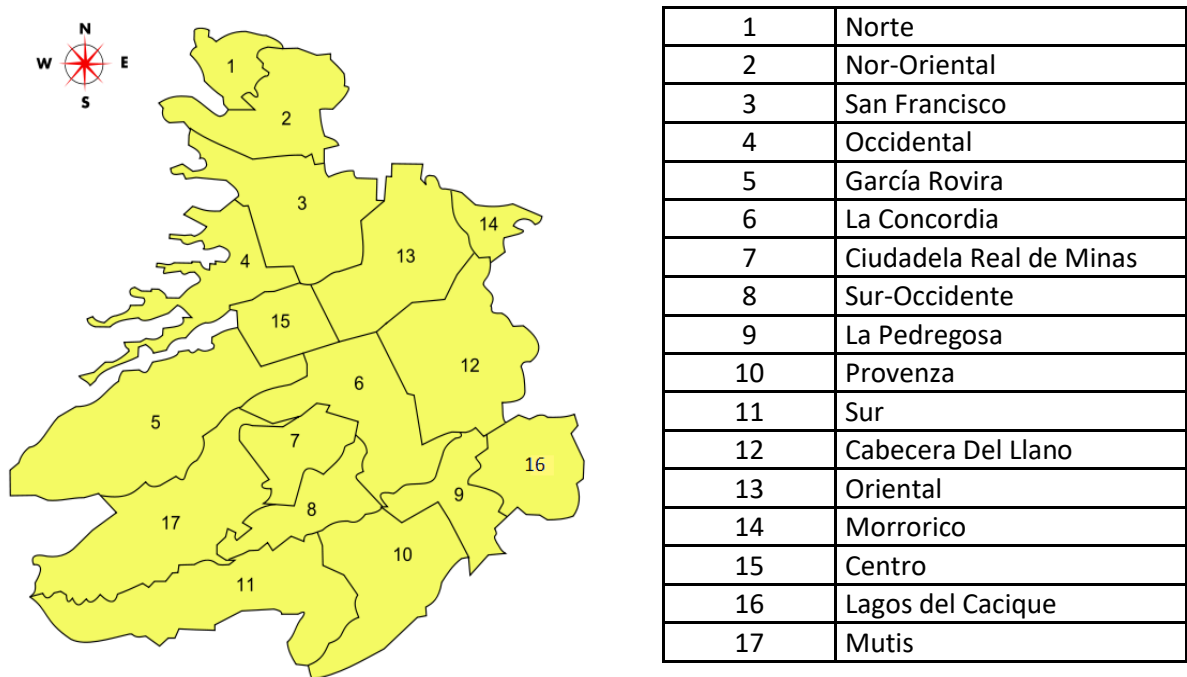 N
W E
S
1
2
3
14
13
4
15
12
6
5
7
16
9
8
17
10
11
1 Norte
2 Nor-Oriental
3 San Francisco
4 Occidental
5 García Rovira
6 La Concordia
7 Ciudadela Real de Minas
8 Sur-Occidente
9 La Pedregosa
10 Provenza
11 Sur
12 Cabecera Del Llano
13 Oriental
14 Morrorico
15 Centro
16 Lagos del Cacique
17 Mutis